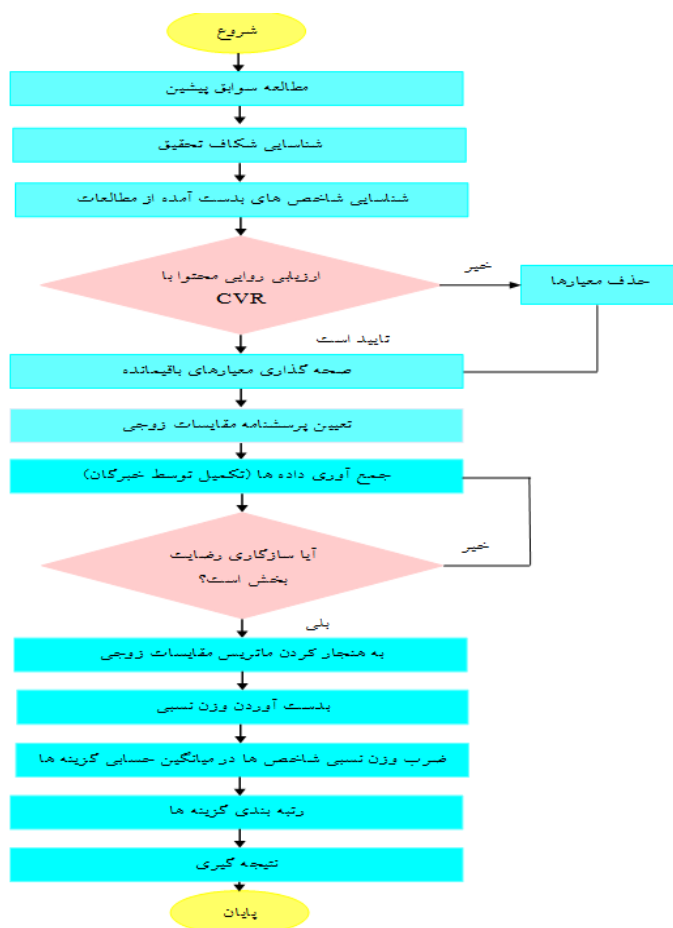 شروع
مطالعه سوابق پیشین
شناسایی شکاف تحقیق
شناسایی شاخص های بدست آمده از مطالعات
ارزیابی روایی محتوا با
CVR
خیر
حذف معیارها
تایید است
صحه گذاری معیارهای باقیمانده
تعیین پرسشنامه مقایسات زوجی
جمع آوری داده ها (تکمیل توسط خبرگان)
آیا سازگاری رضایت
بخش است؟
خیر
بلی
به هنجار کردن ماتریس مقایسات زوجی
بدست آوردن وزن نسبی
ضرب وزن نسبی شاخص ها در میانگین حسابی گزینه ها
رتبه بندی گزینه ها
نتیجه گیری
پایان